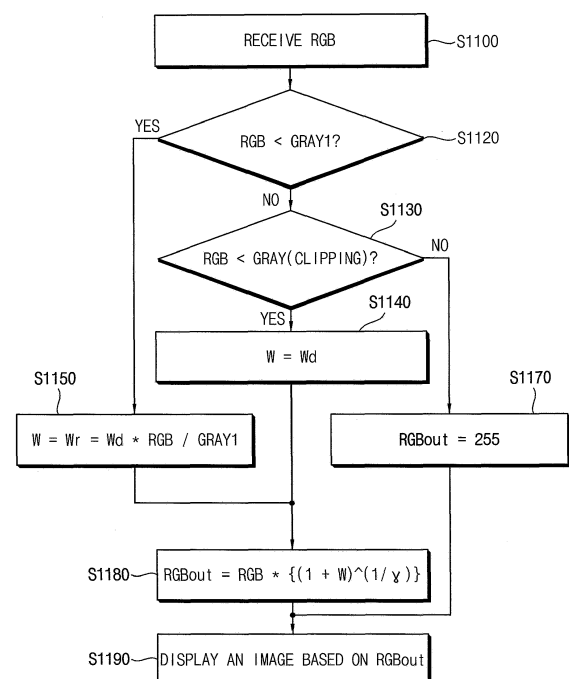 RECEIVE RGB
S1100
YES
RGB < GRAY1?
S1120
NO
S1130
RGB < GRAY(CLIPPING)?
NO
YES
S1140
W = Wd
S1150
W = Wr = Wd * RGB / GRAY1
S1170
RGBout = 255
S1180
RGBout = RGB * {(1 + W)^(1/γ)}
S1190
DISPLAY AN IMAGE BASED ON RGBout